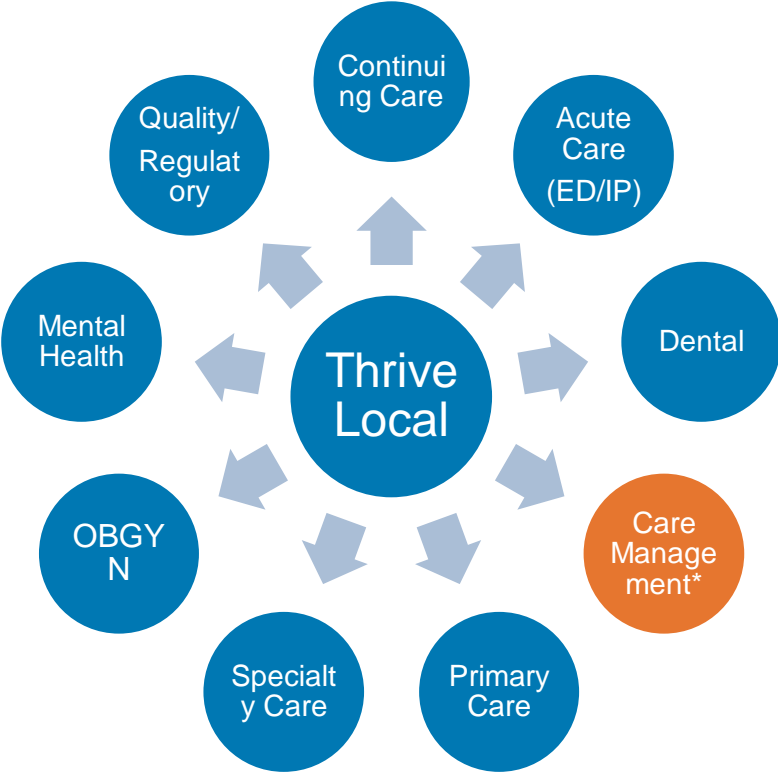 Continui
ng Care
Acute
Care
(ED/IP)
Dental
Care
Manage
ment*
Primary
Care
Specialt
y Care
OBGY
N
Mental
Health
Quality/
Regulat
ory
Thrive
Local